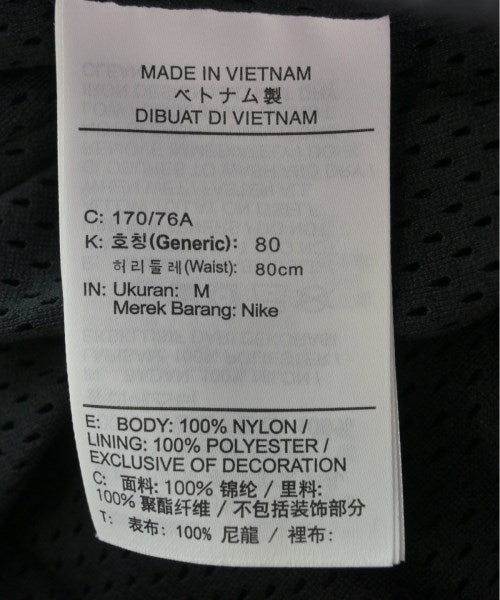 MADE IN VIETNAM
ベトナム製
DIBUAT DI VIETNAM
C: 170/76A
K: 호칭(Generic): 80
허리둘레(Waist): 80cm
IN: Ukuran: M
Merek Barang: Nike
E: BODY: 100% NYLON /
LINING: 100% POLYESTER /
EXCLUSIVE OF DECORATION
C: 面料: 100% 锦纶 / 里料:
100% 聚酯纤维 / 不包括装饰部分
T: 表布: 100% 尼龍 / 裡布: